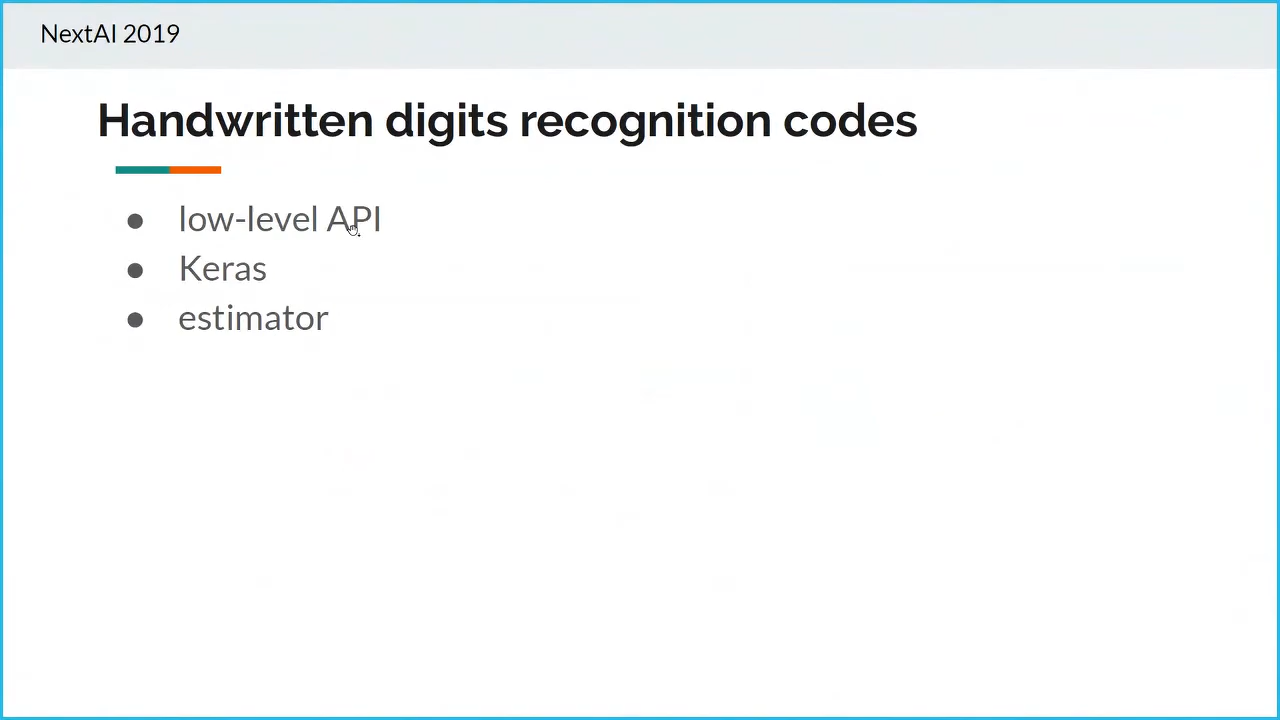 NextAI 2019
Handwritten digits recognition codes
● low-level API
● Keras
● estimator